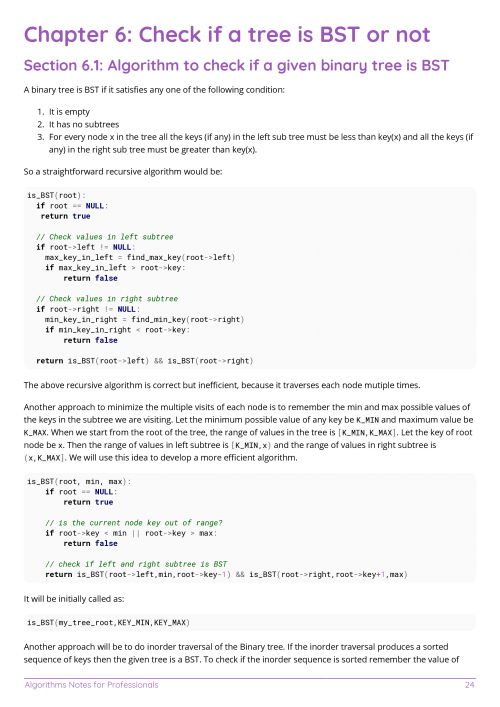 Chapter 6: Check if a tree is BST or not
Section 6.1: Algorithm to check if a given binary tree is BST
A binary tree is BST if it satisfies any one of the following condition:
1. It is empty
2. It has no subtrees
3. For every node x in the tree all the keys (if any) in the left sub tree must be less than key(x) and all the keys (if
any) in the right sub tree must be greater than key(x).
So a straightforward recursive algorithm would be:
is_BST(root):
if root == NULL:
return true
// Check values in left subtree
if root->left != NULL:
max_key_in_left = find_max_key(root->left)
if max_key_in_left > root->key:
return false
// Check values in right subtree
if root->right != NULL:
min_key_in_right = find_min_key(root->right)
if min_key_in_right < root->key:
return false
return is_BST(root->left) && is_BST(root->right)
The above recursive algorithm is correct but inefficient, because it traverses each node mutiple times.
Another approach to minimize the multiple visits of each node is to remember the min and max possible values of
the keys in the subtree we are visiting. Let the minimum possible value of any key be K_MIN and maximum value be
K_MAX. When we start from the root of the tree, the range of values in the tree is [K_MIN,K_MAX]. Let the key of root
node be x. Then the range of values in left subtree is [K_MIN,x) and the range of values in right subtree is
(x,K_MAX]. We will use this idea to develop a more efficient algorithm.
is_BST(root, min, max):
if root == NULL:
return true
// is the current node key out of range?
if root->key < min || root->key > max:
return false
// check if left and right subtree is BST
return is_BST(root->left,min,root->key-1) && is_BST(root->right,root->key+1,max)
It will be initially called as:
is_BST(my_tree_root,KEY_MIN,KEY_MAX)
Another approach will be to do inorder traversal of the Binary tree. If the inorder traversal produces a sorted
sequence of keys then the given tree is a BST. To check if the inorder sequence is sorted remember the value of
Algorithms Notes for Professionals
24